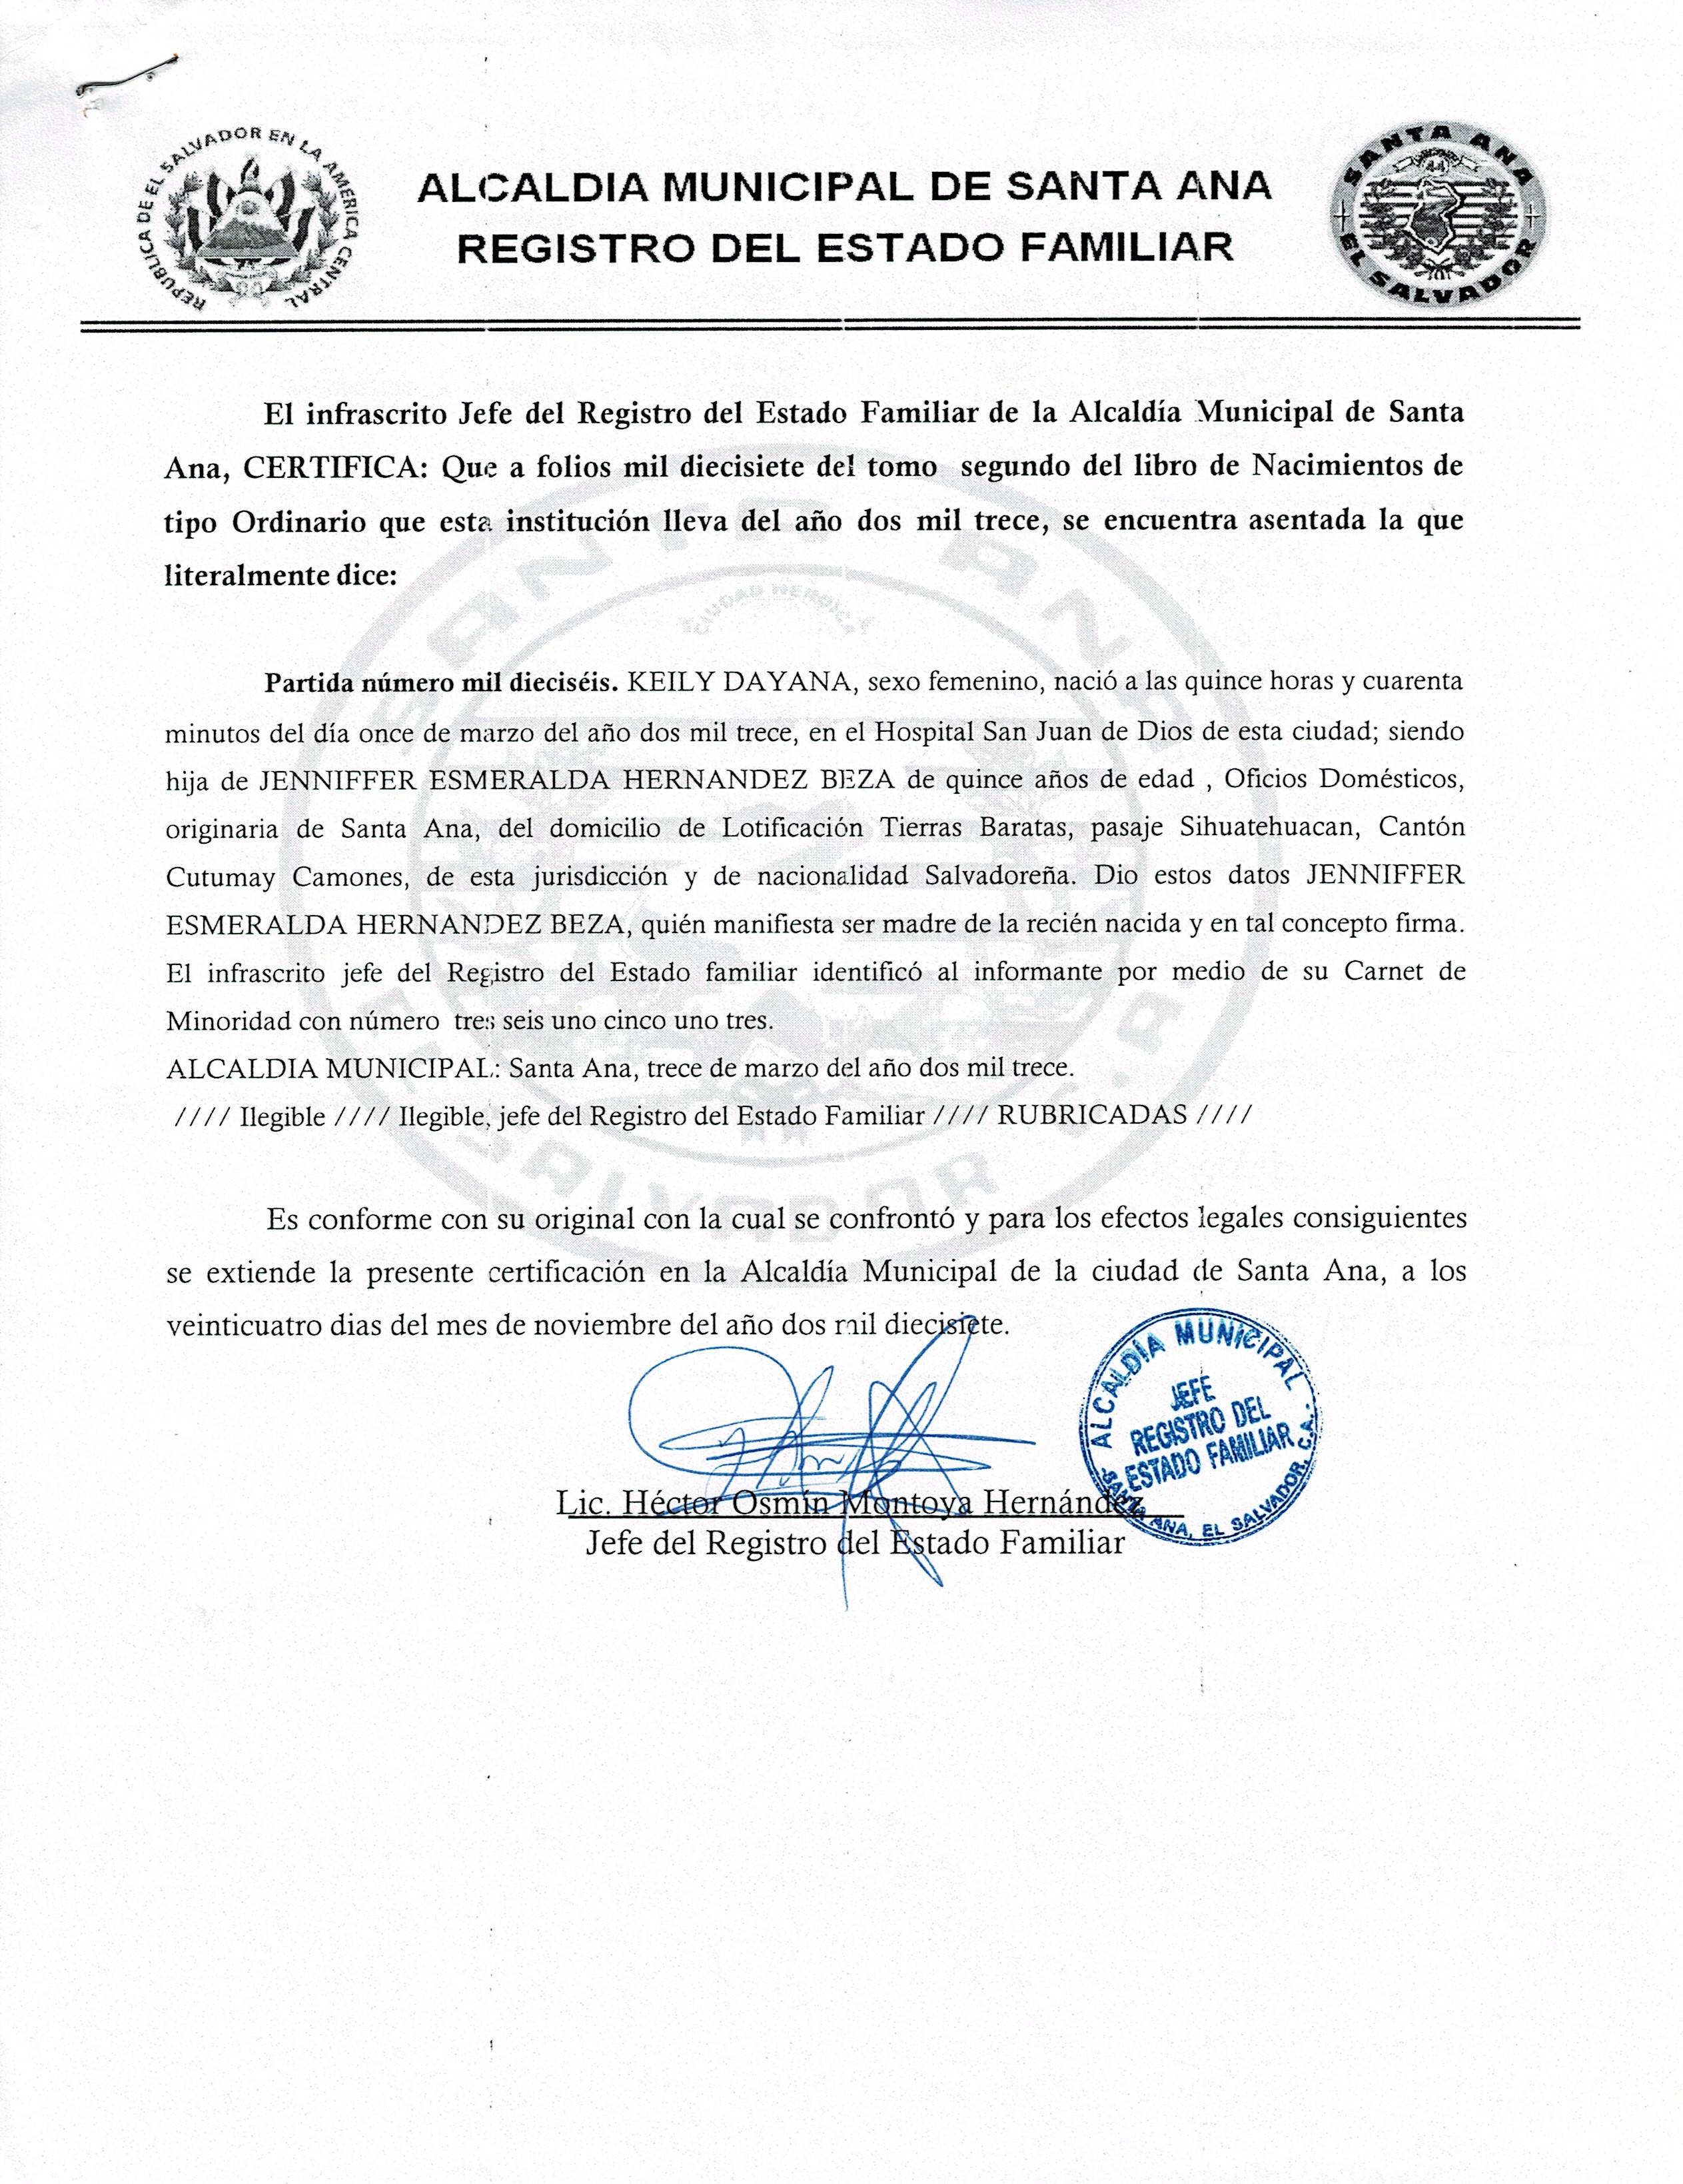 REPUBLICA DE EL SALVADOR EN LA AMERICA CENTRAL
ALCALDIA MUNICIPAL DE SANTA ANA
REGISTRO DEL ESTADO FAMILIAR
SANTA ANA
44
EL SALVADOR
El infrascrito Jefe del Registro del Estado Familiar de la Alcaldía Municipal de Santa
Ana, CERTIFICA: Que a folios mil diecisiete del tomo segundo del libro de Nacimientos de
tipo Ordinario que esta institución lleva del año dos mil trece, se encuentra asentada la que
literalmente dice:
SANTA ANA
CIUDAD HEROICA
Partida número mil dieciséis. KEILY DAYANA, sexo femenino, nació a las quince horas y cuarenta
minutos del día once de marzo del año dos mil trece, en el Hospital San Juan de Dios de esta ciudad; siendo
hija de JENNIFFER ESMERALDA HERNANDEZ BEZA de quince años de edad , Oficios Domésticos,
originaria de Santa Ana, del domicilio de Lotificación Tierras Baratas, pasaje Sihuatehuacan, Cantón
Cutumay Camones, de esta jurisdicción y de nacionalidad Salvadoreña. Dio estos datos JENNIFFER
ESMERALDA HERNANDEZ BEZA, quién manifiesta ser madre de la recién nacida y en tal concepto firma.
El infrascrito jefe del Registro del Estado familiar identificó al informante por medio de su Carnet de
Minoridad con número tres seis uno cinco uno tres.
ALCALDIA MUNICIPAL: Santa Ana, trece de marzo del año dos mil trece.
//// Ilegible //// Ilegible, jefe del Registro del Estado Familiar //// RUBRICADAS ////
SALVADOR
Es conforme con su original con la cual se confrontó y para los efectos legales consiguientes
se extiende la presente certificación en la Alcaldía Municipal de la ciudad de Santa Ana, a los
veinticuatro dias del mes de noviembre del año dos mil diecisiete.
ALCALDIA MUNICIPAL
JEFE
REGISTRO DEL
ESTADO FAMILIAR
SANTA ANA, EL SALVADOR, C.A.
Lic. Héctor Osmín Montoya Hernández
Jefe del Registro del Estado Familiar